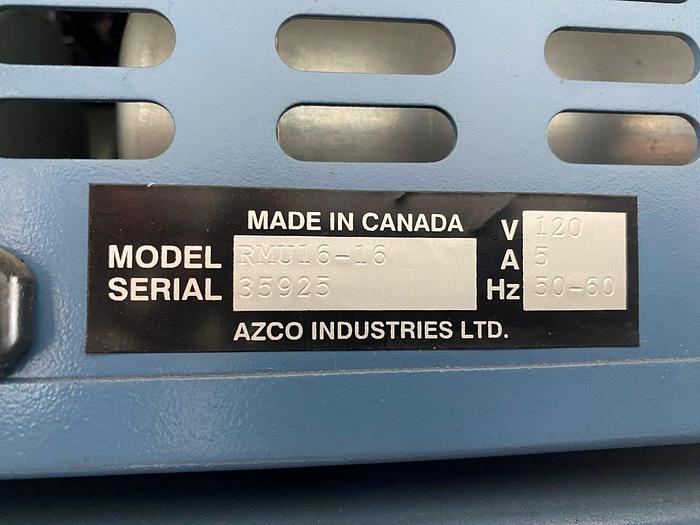 MADE IN CANADA
MODEL RMU16-16
SERIAL 35925
V 120
A 5
Hz 50-60
AZCO INDUSTRIES LTD.